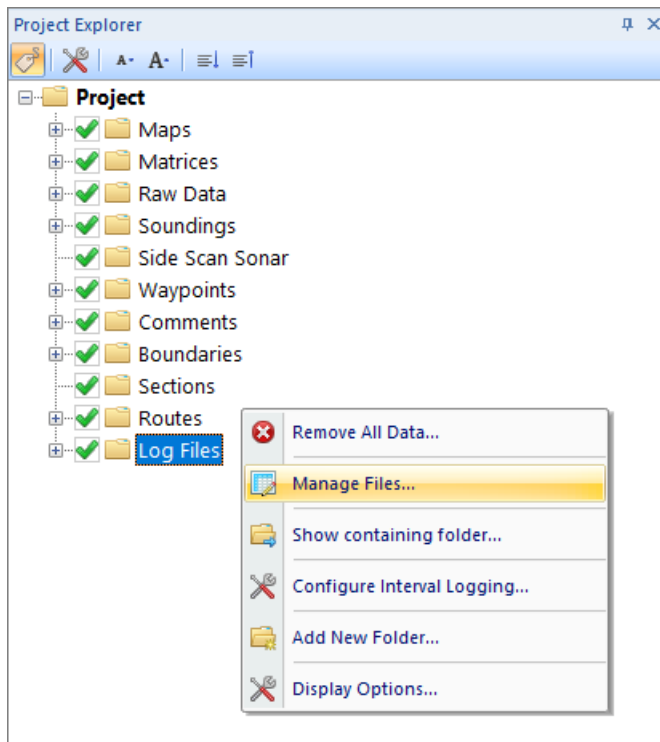 Project Explorer
A- A-
Project
Maps
Matrices
Raw Data
Soundings
Side Scan Sonar
Waypoints
Comments
Boundaries
Sections
Routes
Log Files
Remove All Data...
Manage Files...
Show containing folder...
Configure Interval Logging...
Add New Folder...
Display Options...